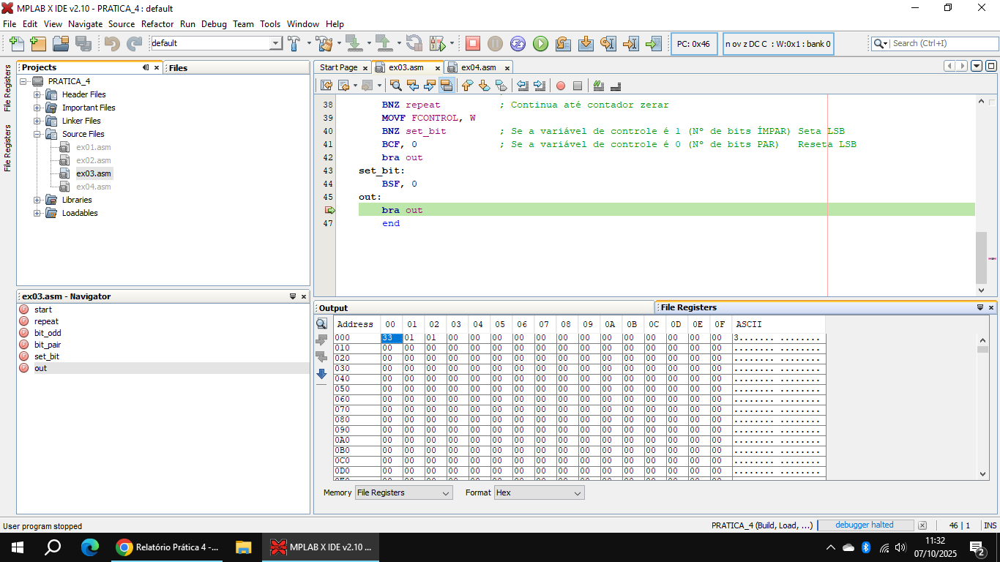 MPLAB X IDE v2.10 - PRATICA_4 : default
File Edit View Navigate Source Refactor Run Debug Team Tools Window Help
default
PC: 0x46
n ov z DC C : W:0x1 : bank 0
Search (Ctrl+I)
File Registers
File Registers
Projects
Files
PRATICA_4
Header Files
Important Files
Linker Files
Source Files
ex01.asm
ex02.asm
ex03.asm
ex04.asm
Libraries
Loadables
ex03.asm - Navigator
start
repeat
bit_odd
bit_pair
set_bit
out
Start Page
ex03.asm
ex04.asm
38 BNZ repeat ; Continua até contador zerar
39 MOVF FCONTROL, W
40 BNZ set_bit ; Se a variável de controle é 1 (N° de bits ÍMPAR) Seta LSB
41 BCF, 0 ; Se a variável de controle é 0 (N° de bits PAR) Reseta LSB
42 bra out
43 set_bit:
44 BSF, 0
45 out:
bra out
47 end
Output
File Registers
Address 00 01 02 03 04 05 06 07 08 09 0A 0B 0C 0D 0E 0F ASCII
000 33 01 01 00 00 00 00 00 00 00 00 00 00 00 00 00 3....... ........
010 00 00 00 00 00 00 00 00 00 00 00 00 00 00 00 00 ........ ........
020 00 00 00 00 00 00 00 00 00 00 00 00 00 00 00 00 ........ ........
030 00 00 00 00 00 00 00 00 00 00 00 00 00 00 00 00 ........ ........
040 00 00 00 00 00 00 00 00 00 00 00 00 00 00 00 00 ........ ........
050 00 00 00 00 00 00 00 00 00 00 00 00 00 00 00 00 ........ ........
060 00 00 00 00 00 00 00 00 00 00 00 00 00 00 00 00 ........ ........
070 00 00 00 00 00 00 00 00 00 00 00 00 00 00 00 00 ........ ........
080 00 00 00 00 00 00 00 00 00 00 00 00 00 00 00 00 ........ ........
090 00 00 00 00 00 00 00 00 00 00 00 00 00 00 00 00 ........ ........
0A0 00 00 00 00 00 00 00 00 00 00 00 00 00 00 00 00 ........ ........
0B0 00 00 00 00 00 00 00 00 00 00 00 00 00 00 00 00 ........ ........
0C0 00 00 00 00 00 00 00 00 00 00 00 00 00 00 00 00 ........ ........
0D0 00 00 00 00 00 00 00 00 00 00 00 00 00 00 00 00 ........ ........
Memory File Registers Format Hex
User program stopped
PRATICA_4 (Build, Load, ...)
debugger halted
46 | 1
INS
Relatório Prática 4 -...
MPLAB X IDE v2.10 ...
11:32
07/10/2025
2